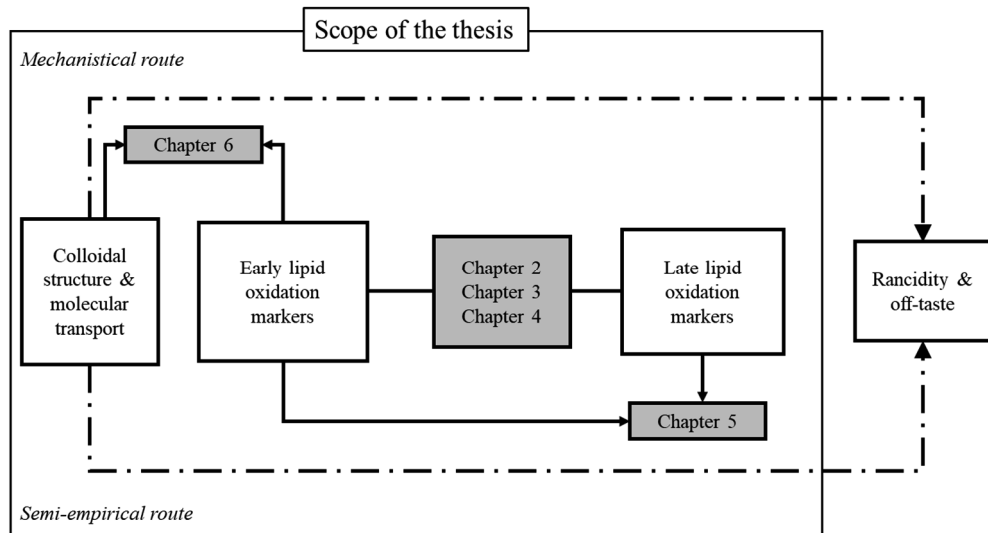 Scope of the thesis
Mechanistical route
Chapter 6
Colloidal
structure &
molecular
transport
Early lipid
oxidation
markers
Chapter 2
Chapter 3
Chapter 4
Late lipid
oxidation
markers
Rancidity &
off-taste
Chapter 5
Semi-empirical route